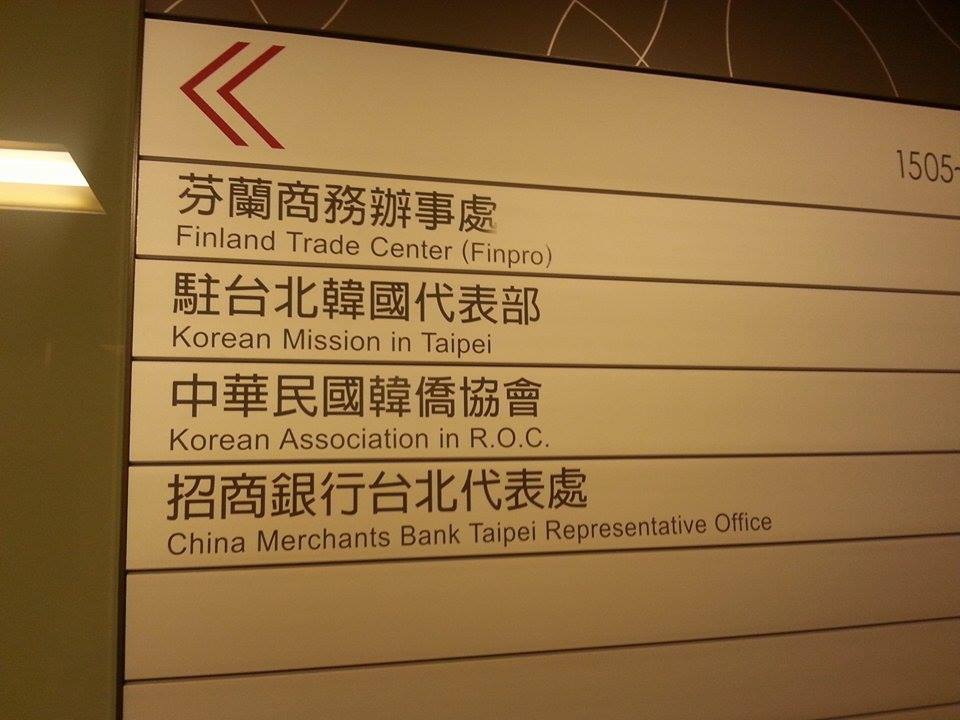 1505-
芬蘭商務辦事處
Finland Trade Center (Finpro)
駐台北韓國代表部
Korean Mission in Taipei
中華民國韓僑協會
Korean Association in R.O.C.
招商銀行台北代表處
China Merchants Bank Taipei Representative Office